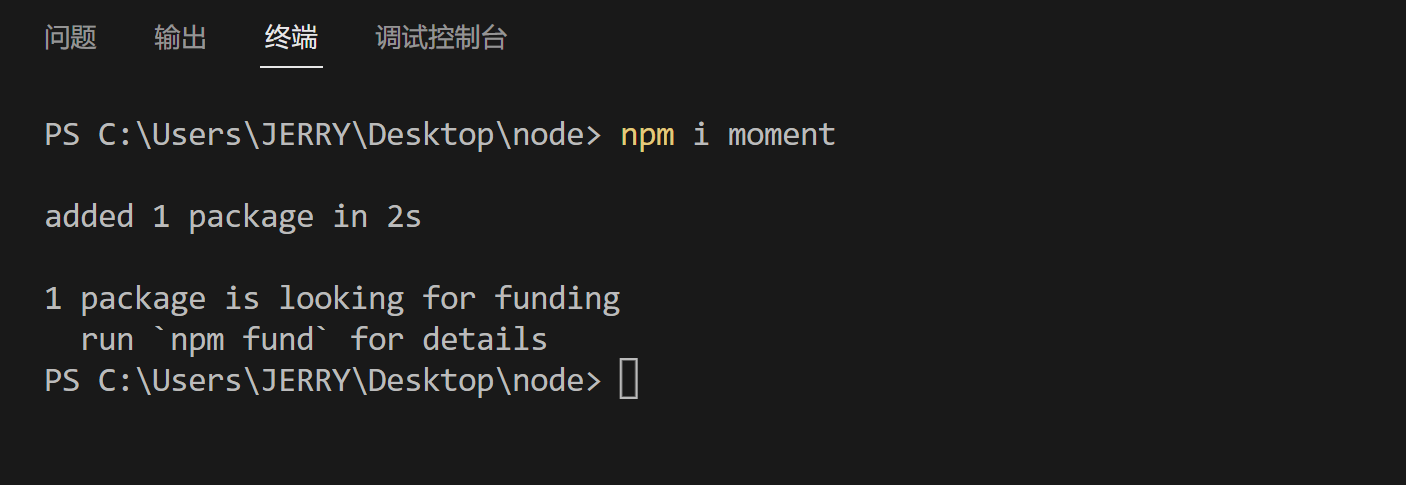 问题 输出 终端 调试控制台
PS C:\Users\JERRY\Desktop\node> npm i moment
added 1 package in 2s
1 package is looking for funding
  run `npm fund` for details
PS C:\Users\JERRY\Desktop\node>